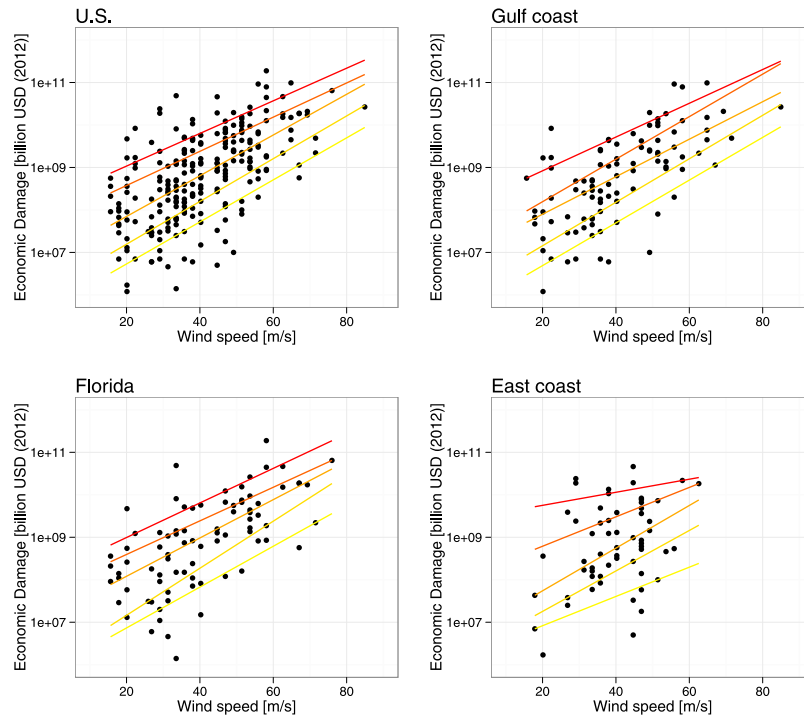 U.S.
Economic Damage [billion USD (2012)]
1e+11
1e+09
1e+07
20 40 60 80
Wind speed [m/s]
Gulf coast
Economic Damage [billion USD (2012)]
1e+11
1e+09
1e+07
20 40 60 80
Wind speed [m/s]
Florida
Economic Damage [billion USD (2012)]
1e+11
1e+09
1e+07
20 40 60 80
Wind speed [m/s]
East coast
Economic Damage [billion USD (2012)]
1e+11
1e+09
1e+07
20 40 60 80
Wind speed [m/s]